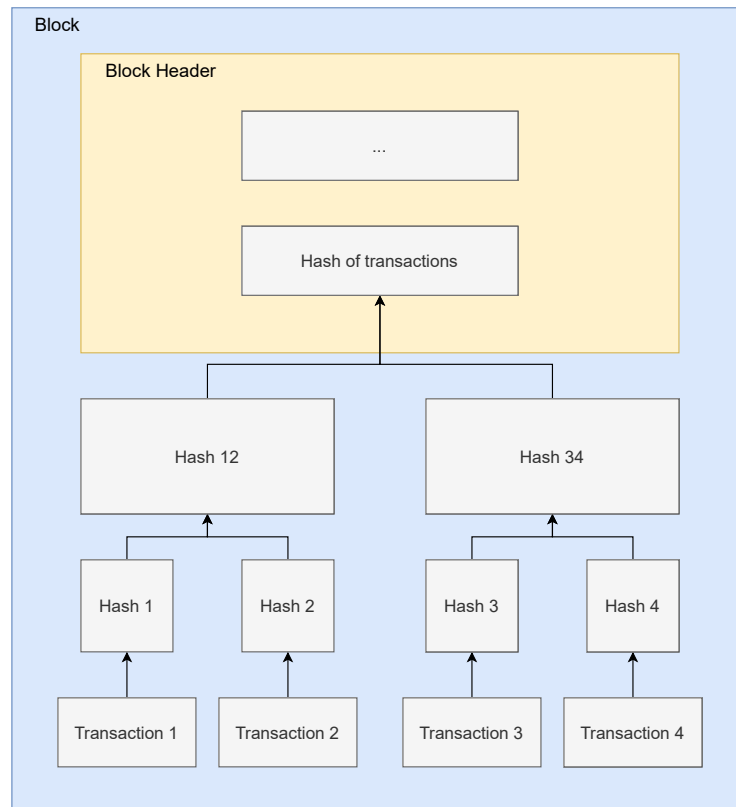 Block
Block Header
...
Hash of transactions
Hash 12
Hash 34
Hash 1
Hash 2
Hash 3
Hash 4
Transaction 1
Transaction 2
Transaction 3
Transaction 4